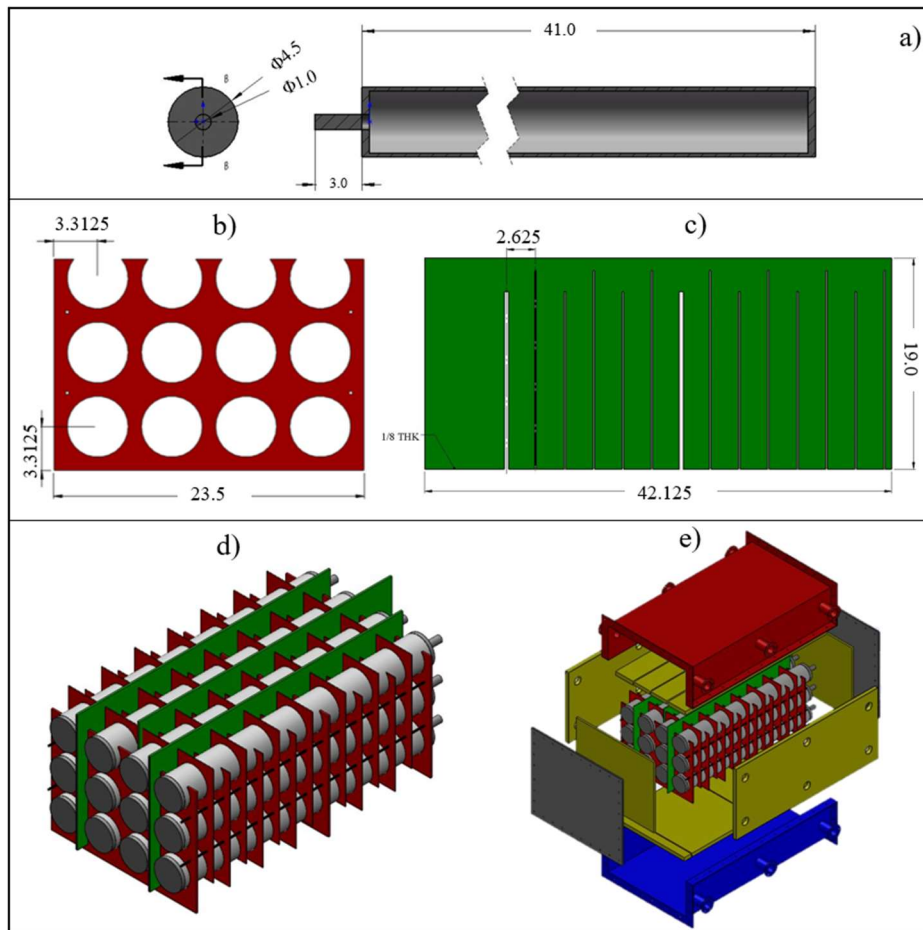 a)
41.0
Φ4.5
Φ1.0
B
B
3.0
b)
3.3125
3.3125
23.5
c)
2.625
19.0
1/8 THK
42.125
d)
e)